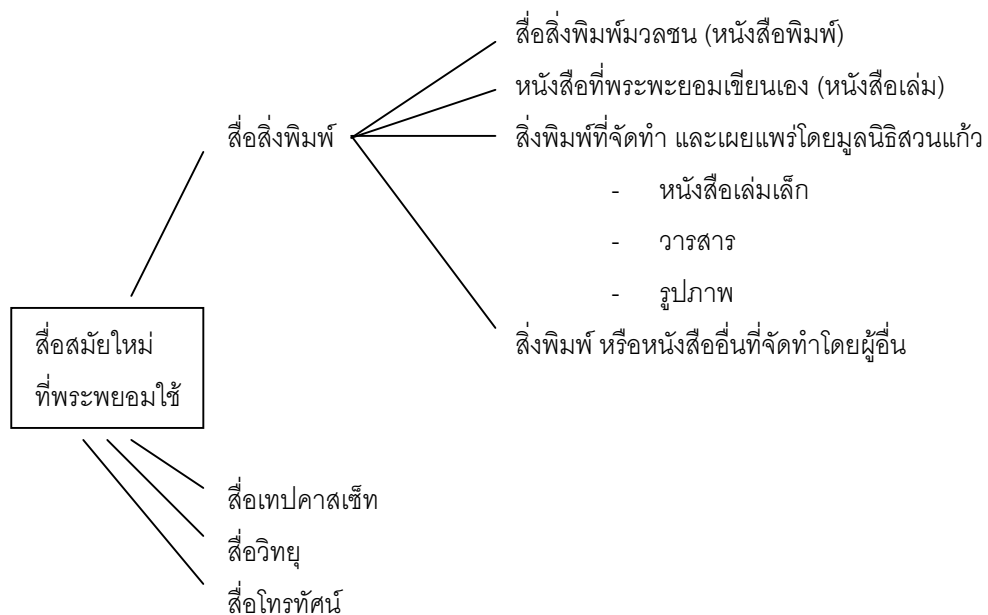 สื่อสิ่งพิมพ์มวลชน (หนังสือพิมพ์)
หนังสือที่พระพะยอมเขียนเอง (หนังสือเล่ม)
สื่อสิ่งพิมพ์
สิ่งพิมพ์ที่จัดทำ และเผยแพร่โดยมูลนิธิสวนแก้ว
- หนังสือเล่มเล็ก
- วารสาร
- รูปภาพ
สิ่งพิมพ์ หรือหนังสืออื่นที่จัดทำโดยผู้อื่น
สื่อสมัยใหม่
ที่พระพยอมใช้
สื่อเทปคาสเซ็ท
สื่อวิทยุ
สื่อโทรทัศน์